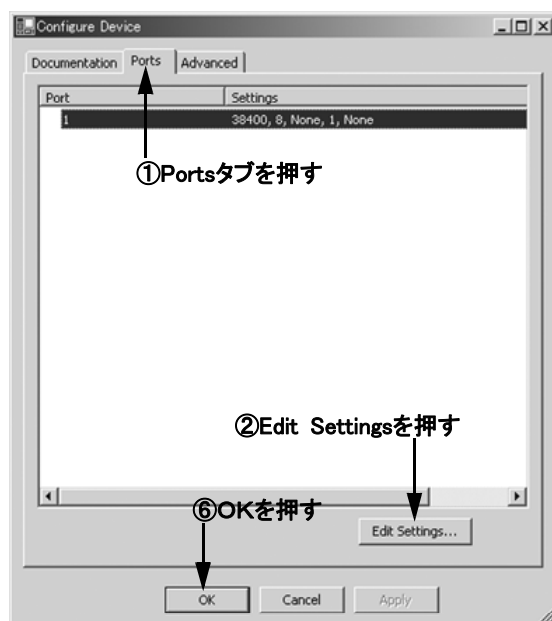 Configure Device
Documentation Ports Advanced
Port Settings
1 38400, 8, None, 1, None
①Portsタブを押す
②Edit Settingsを押す
⑥OKを押す
Edit Settings...
OK Cancel Apply